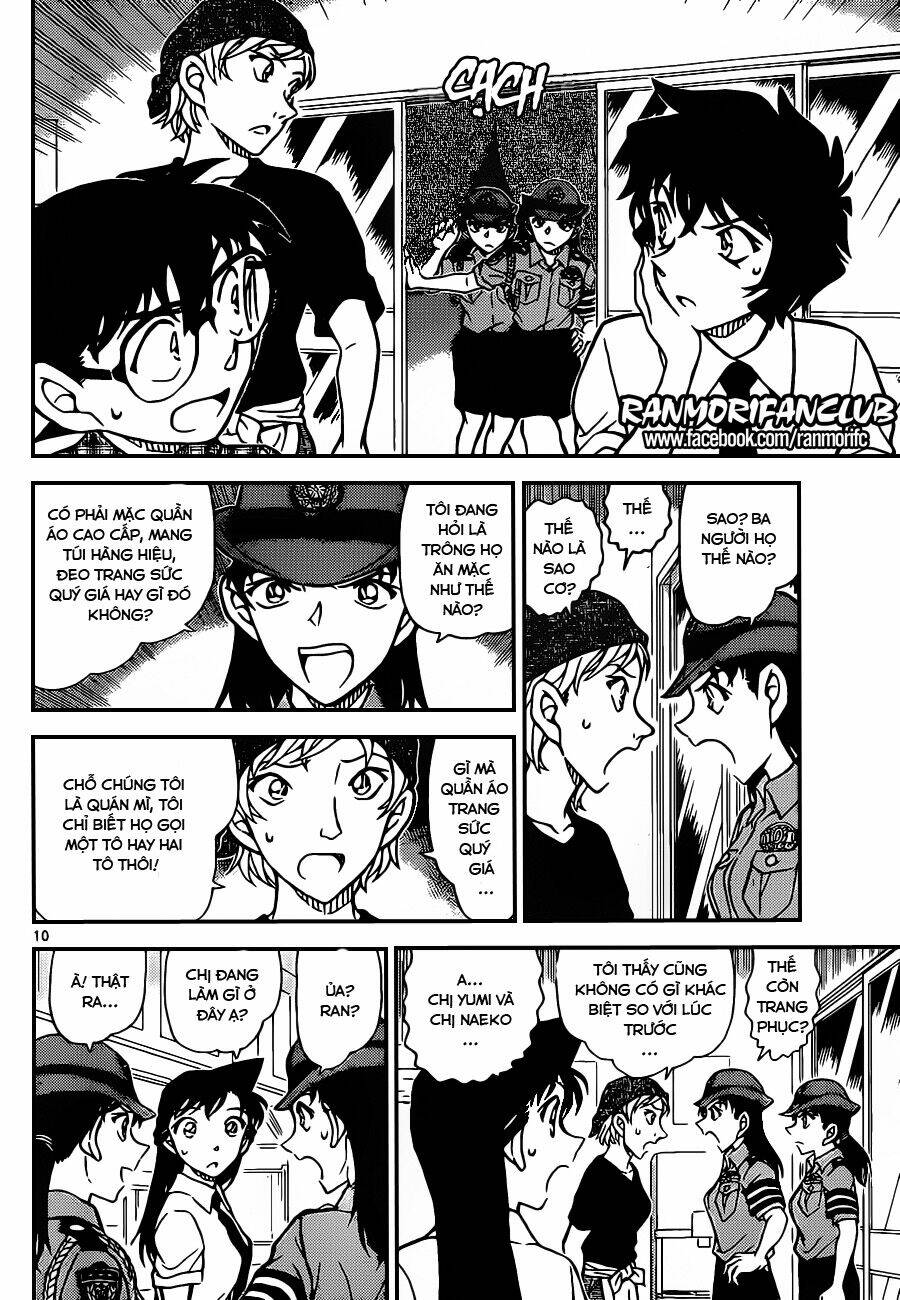 CẠCH
RANMORIFANCLUB
www.facebook.com/ranmorifc
SAO? BA
NGƯỜI HỌ
THẾ NÀO?
THẾ
...
THẾ
NÀO LÀ
SAO
CƠ?
TÔI ĐANG
HỎI LÀ
TRÔNG HỌ
ĂN MẶC
NHƯ THẾ
NÀO?
CÓ PHẢI MẶC QUẦN
ÁO CAO CẤP, MANG
TÚI HÀNG HIỆU,
ĐEO TRANG SỨC
QUÝ GIÁ HAY GÌ ĐÓ
KHÔNG?
GÌ MÀ
QUẦN ÁO
TRANG
SỨC
QUÝ
GIÁ
...
CHỖ CHÚNG TÔI
LÀ QUÁN MÌ, TÔI
CHỈ BIẾT HỌ GỌI
MỘT TÔ HAY HAI
TÔ THÔI!
10
THẾ
CÒN
TRANG
PHỤC?
TÔI THẤY CŨNG
KHÔNG CÓ GÌ KHÁC
BIỆT SO VỚI LÚC
TRƯỚC
...
A...
CHỊ YUMI VÀ
CHỊ NAEKO
...
ỦA?
RAN?
CHỊ ĐANG
LÀM GÌ Ở
ĐÂY Ạ?
À! THẬT
RA...